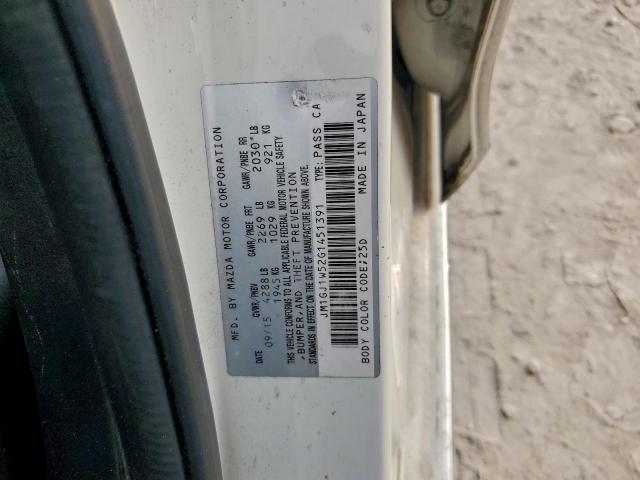 MFD. BY MAZDA MOTOR CORPORATION
DATE GVWR/PNBV GAWR/PNBE FRT GAWR/PNBE RR
09/15 4288 LB 2269 LB 2030 LB
1945 KG 1029 KG 921 KG
THIS VEHICLE CONFORMS TO ALL APPLICABLE FEDERAL MOTOR VEHICLE SAFETY
,BUMPER,AND THEFT PREVENTION
STANDARDS IN EFFECT ON THE DATE OF MANUFACTURE SHOWN ABOVE.
JM1GJ1W52G1451391 TYPE: PASS CA
BODY COLOR CODE:25D MADE IN JAPAN